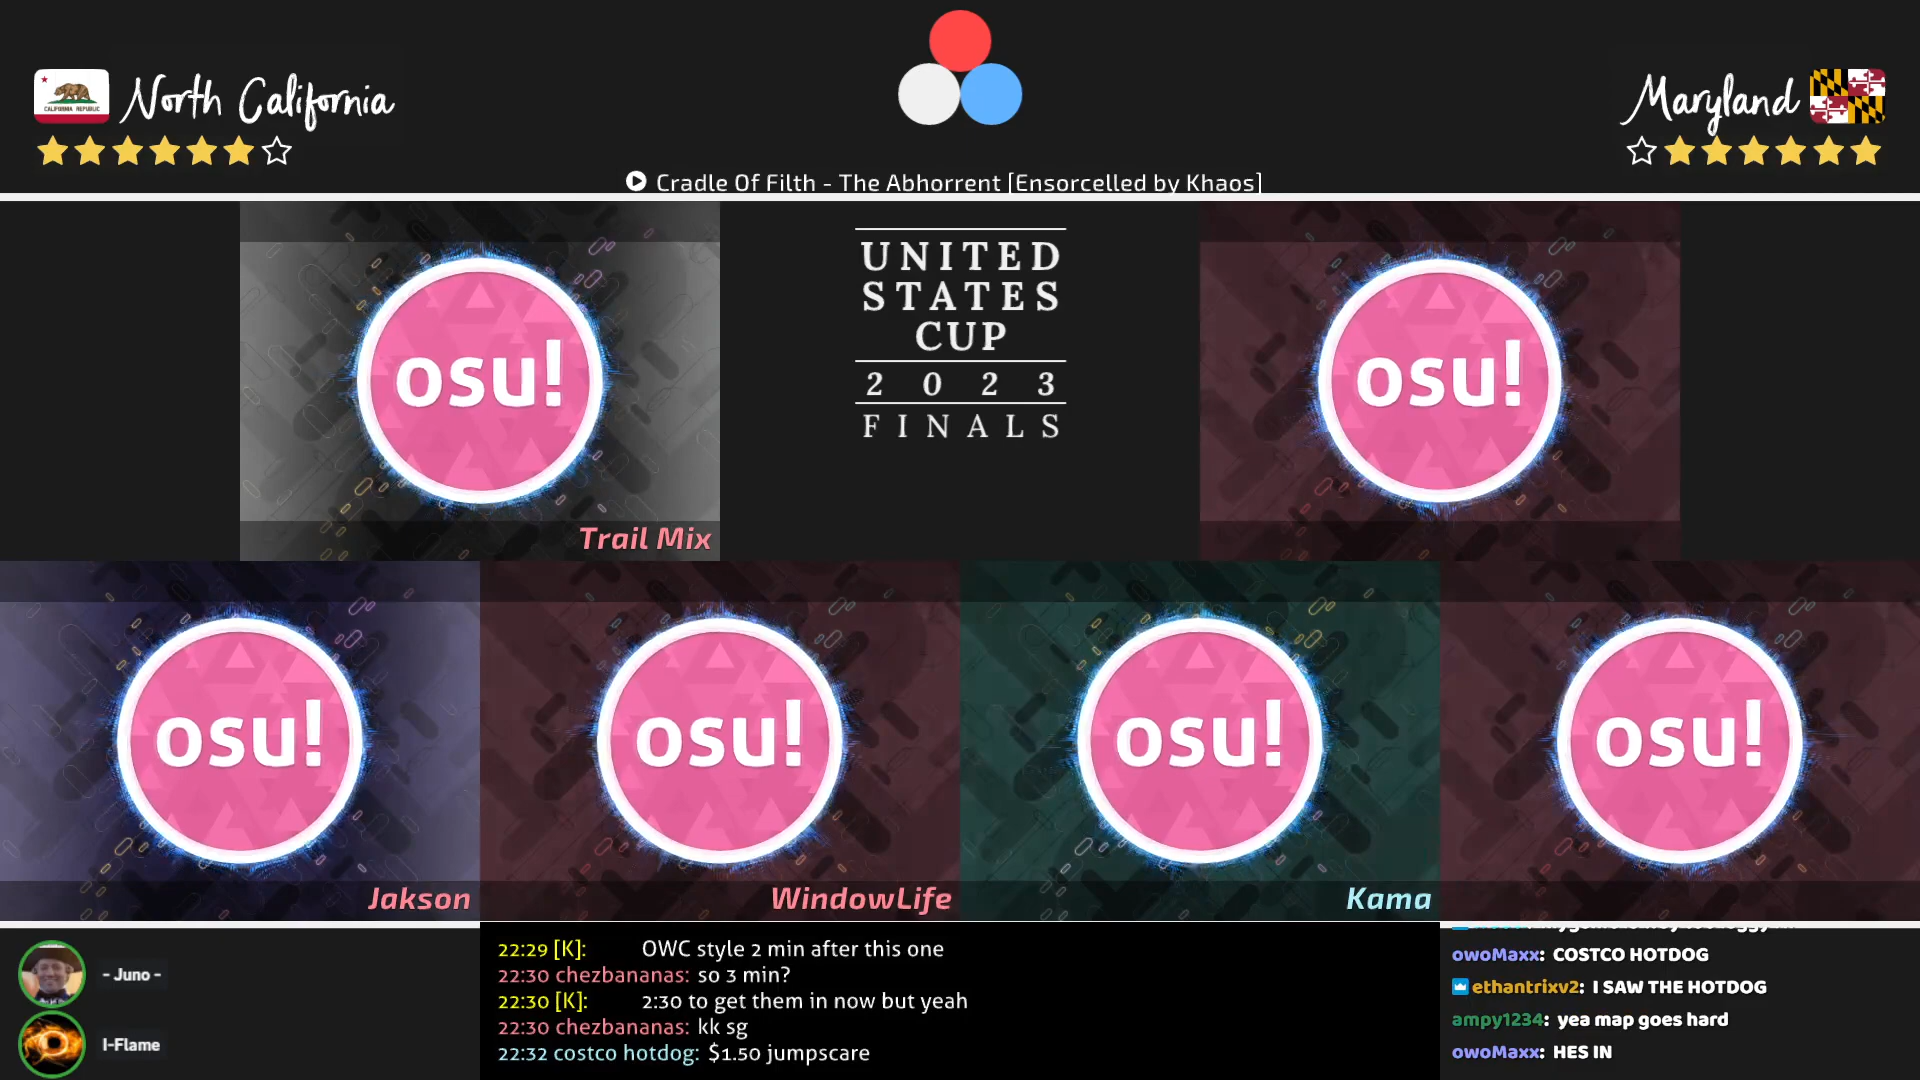 North California
Maryland
CALIFORNIA REPUBLIC
Cradle Of Filth - The Abhorrent [Ensorcelled by Khaos]
UNITED
STATES
CUP
2023
FINALS
osu!
osu!
Trail Mix
osu!
osu!
osu!
osu!
Jakson
WindowLife
Kama
- Juno -
I-Flame
22:29 [K]: OWC style 2 min after this one
22:30 chezbananas: so 3 min?
22:30 [K]: 2:30 to get them in now but yeah
22:30 chezbananas: kk sg
22:32 costco hotdog: $1.50 jumpscare
owoMaxx: COSTCO HOTDOG
ethantrixv2: I SAW THE HOTDOG
ampy1234: yea map goes hard
owoMaxx: HES IN